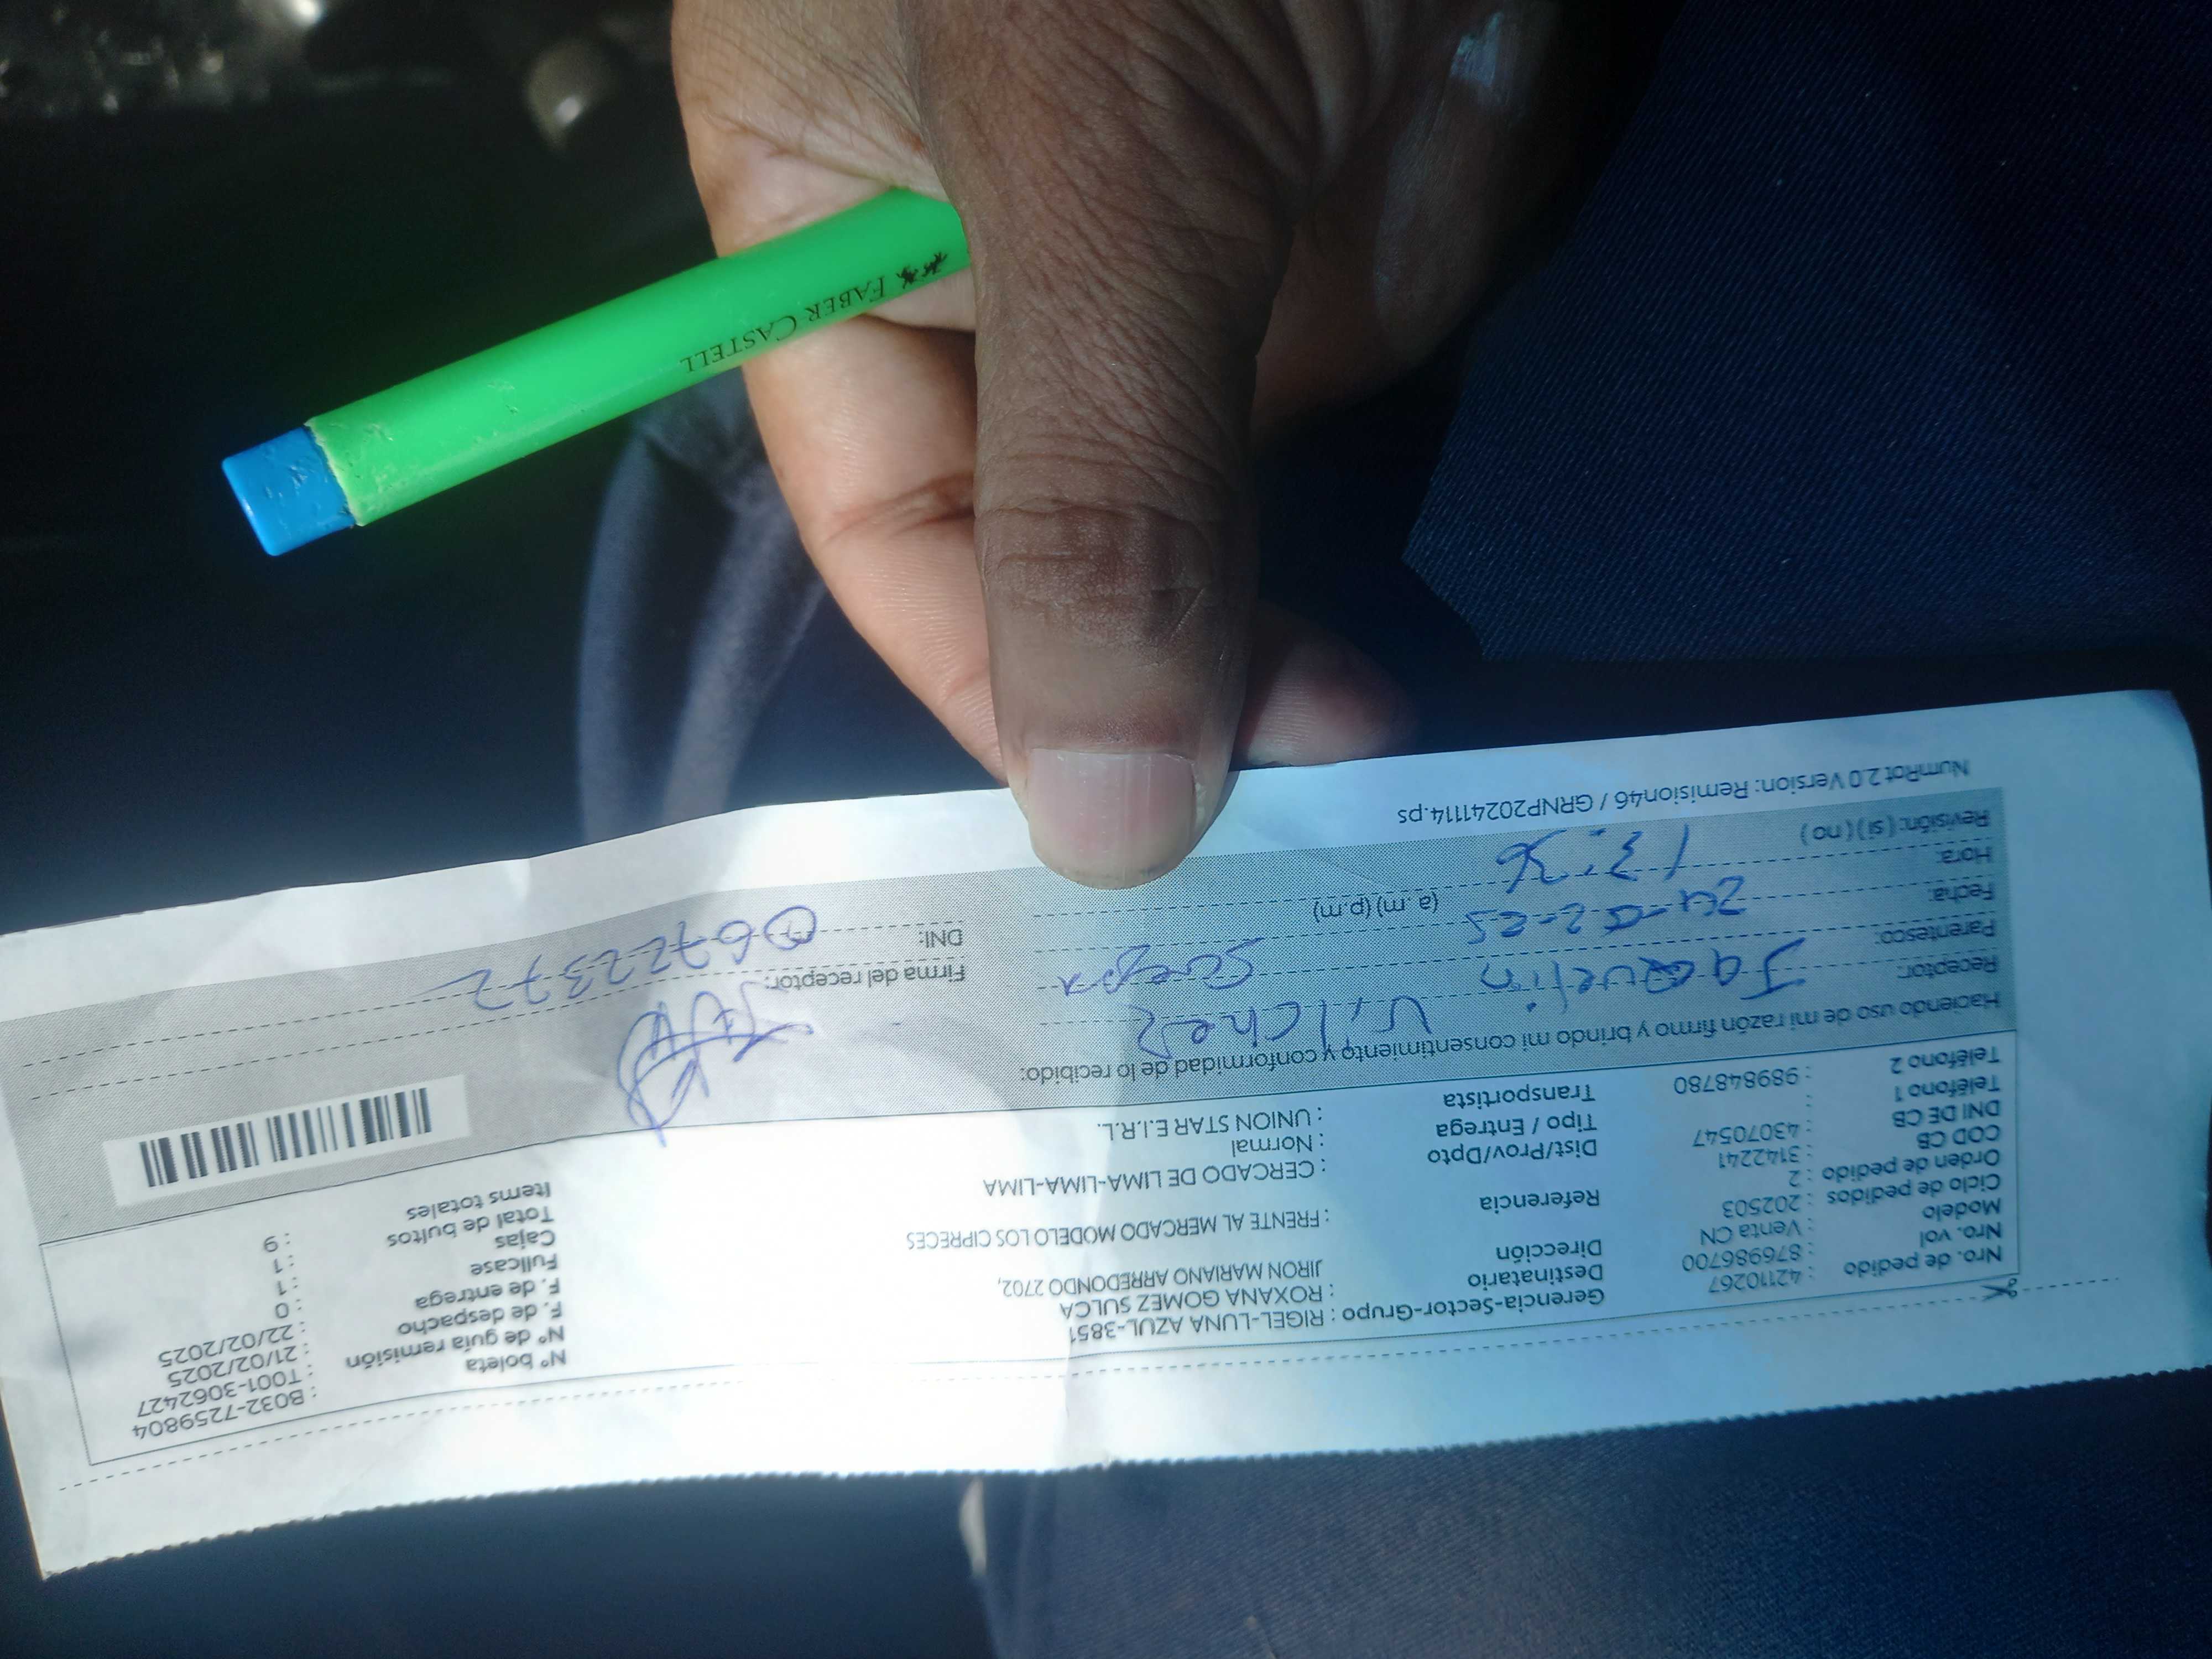 FABER CASTELL
Nro. de pedido : 42110267
Nro. vol : 876986700
Modelo : Venta CN
Ciclo de pedidos : 202503
Orden de pedido : 2
COD CB : 3142241
DNI DE CB : 43070547
Teléfono 1 :
Teléfono 2 : 989848780
Gerencia-Sector-Grupo : RIGEL-LUNA AZUL-3851
Destinatario : ROXANA GOMEZ SULCA
Dirección JIRON MARIANO ARREDONDO 2702,
Referencia : FRENTE AL MERCADO MODELO LOS CIPRECES
Dist/Prov/Dpto : CERCADO DE LIMA-LIMA-LIMA
Tipo / Entrega : Normal
Transportista : UNION STAR E.I.R.L.
Nº boleta : B032-7259804
Nº de guía remisión : T001-3062427
F. de despacho : 21/02/2025
F. de entrega : 22/02/2025
Fullcase : 0
Cajas : 1
Total de bultos : 1
Items totales : 9
Haciendo uso de mi razón firmo y brindo mi consentimiento y conformidad de lo recibido:
Receptor: Jaquelin Vilchez
Parentesco: Suegra
Fecha:
Hora: 13:36 (a. m) (p.m)
Revisión: ( si ) ( no )
Firma del receptor:
DNI: 06722372
NumRot 2.0 Version: Remision46 / GRNP20241114.ps